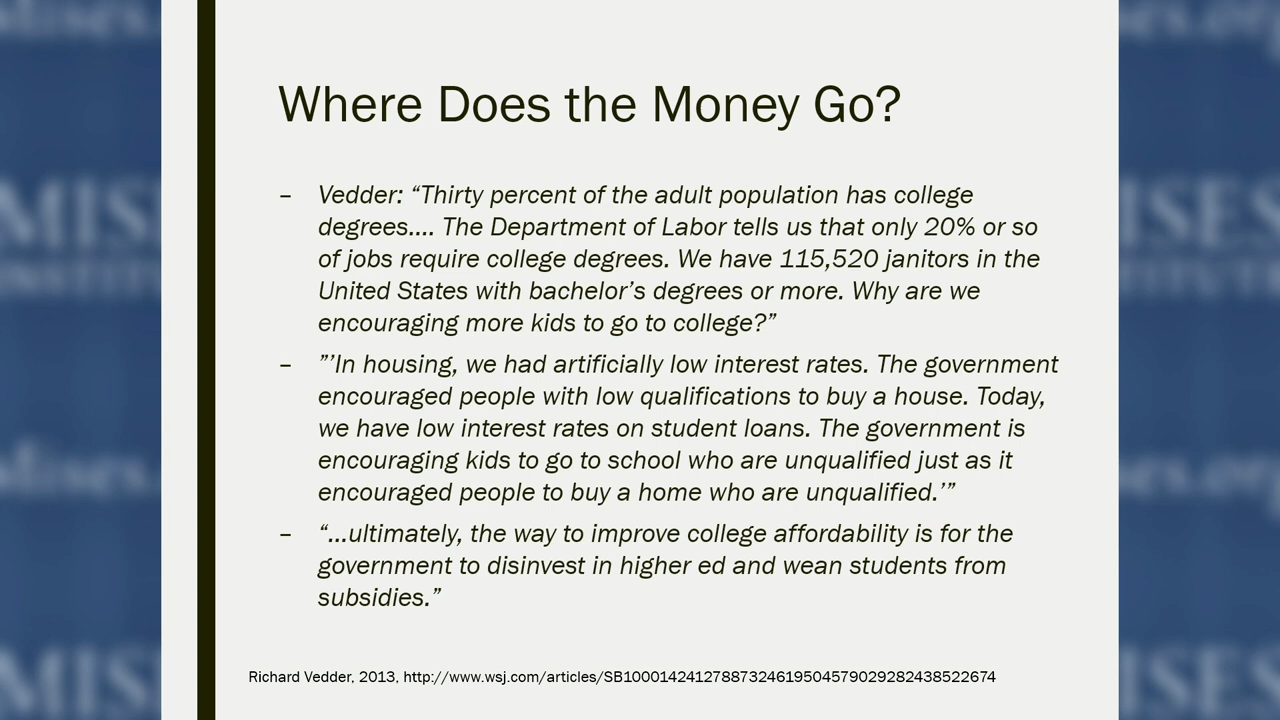 Where Does the Money Go?
– Vedder: “Thirty percent of the adult population has college
degrees.... The Department of Labor tells us that only 20% or so
of jobs require college degrees. We have 115,520 janitors in the
United States with bachelor’s degrees or more. Why are we
encouraging more kids to go to college?”
– ”’In housing, we had artificially low interest rates. The government
encouraged people with low qualifications to buy a house. Today,
we have low interest rates on student loans. The government is
encouraging kids to go to school who are unqualified just as it
encouraged people to buy a home who are unqualified.’”
– “...ultimately, the way to improve college affordability is for the
government to disinvest in higher ed and wean students from
subsidies.”
Richard Vedder, 2013, http://www.wsj.com/articles/SB10001424127887324619504579029282438522674